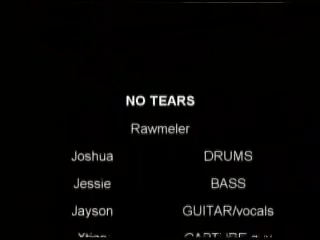 NO TEARS
Rawmeler
Joshua DRUMS
Jessie BASS
Jayson GUITAR/vocals